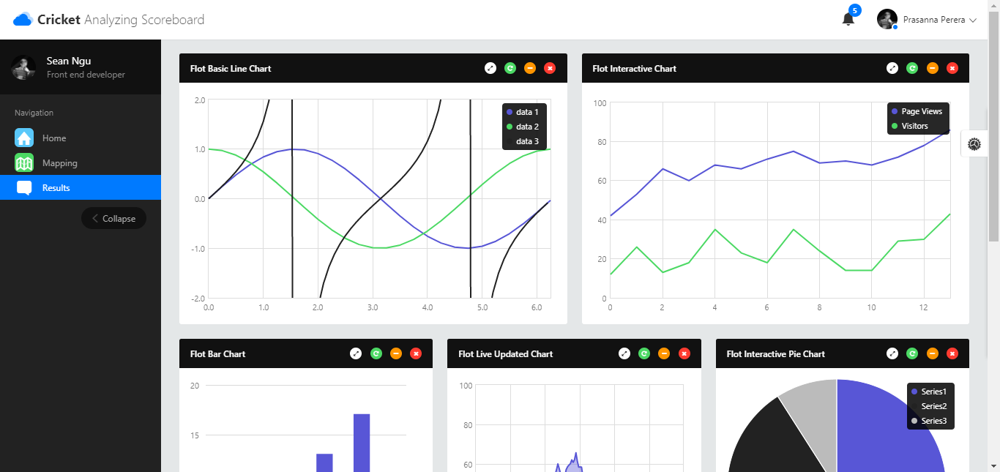 Cricket Analyzing Scoreboard
5
Prasanna Perera
Sean Ngu
Front end developer
Navigation
Home
Mapping
Results
Collapse
Flot Basic Line Chart
2.0
1.0
0.0
-1.0
-2.0
0.0 1.0 2.0 3.0 4.0 5.0 6.0
data 1
data 2
data 3
Flot Interactive Chart
100
80
60
40
20
0
0 2 4 6 8 10 12
Page Views
Visitors
Flot Bar Chart
20
15
Flot Live Updated Chart
100
80
60
Flot Interactive Pie Chart
Series1
Series2
Series3